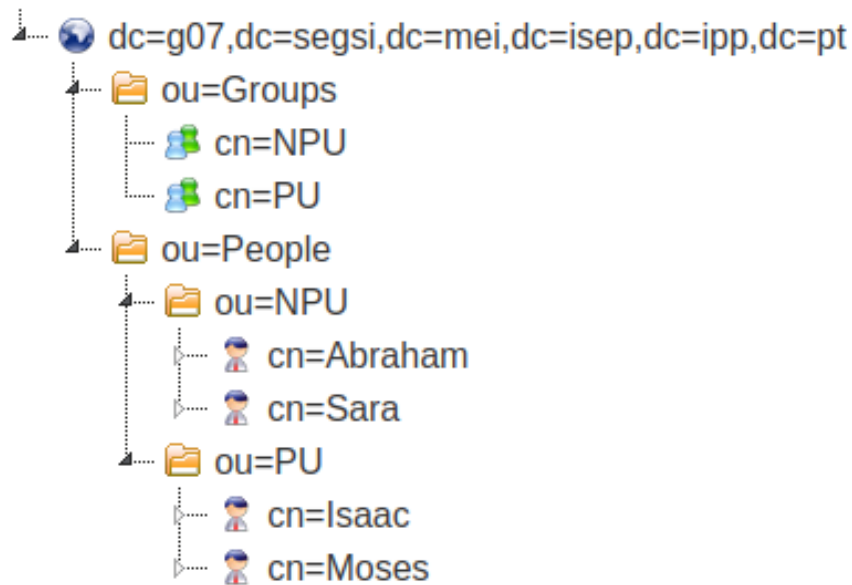 dc=g07,dc=segsi,dc=mei,dc=isep,dc=ipp,dc=pt
ou=Groups
cn=NPU
cn=PU
ou=People
ou=NPU
cn=Abraham
cn=Sara
ou=PU
cn=Isaac
cn=Moses